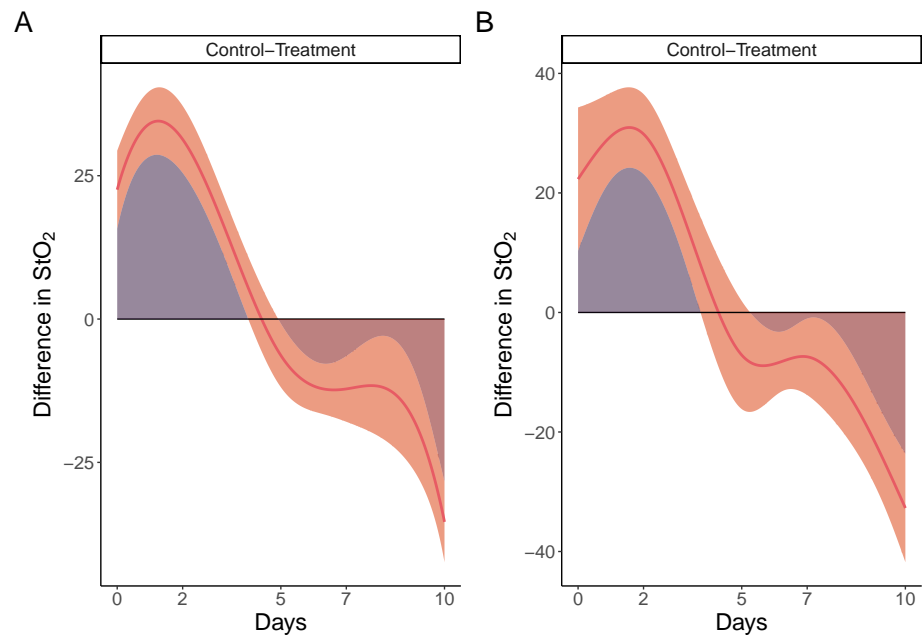 A
Control−Treatment
25
0
−25
Difference in StO₂
0 2 5 7 10
Days
B
Control−Treatment
40
20
0
−20
−40
Difference in StO₂
0 2 5 7 10
Days